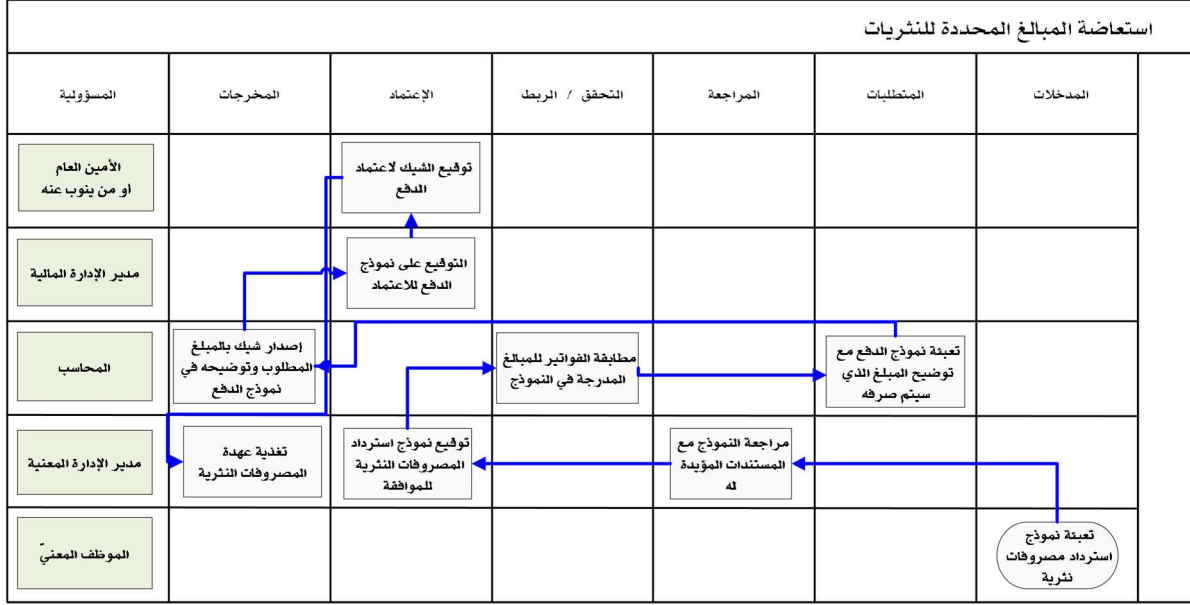 استعاضة المبالغ المحددة للنثريات
المدخلات
المتطلبات
المراجعة
التحقق / الربط
الإعتماد
المخرجات
المسؤولية
توقيع الشيك لاعتماد
الدفع
الأمين العام
أو من ينوب عنه
التوقيع على نموذج
الدفع للاعتماد
مدير الإدارة المالية
تعبئة نموذج الدفع مع
توضيح المبلغ الذي
سيتم صرفه
مطابقة الفواتير للمبالغ
المدرجة في النموذج
إصدار شيك بالمبلغ
المطلوب وتوضيحه في
نموذج الدفع
المحاسب
مراجعة النموذج مع
المستندات المؤيدة
له
توقيع نموذج استرداد
المصروفات النثرية
للموافقة
تغذية عهدة
المصروفات النثرية
مدير الإدارة المعنية
تعبئة نموذج
استرداد مصروفات
نثرية
الموظف المعنيّ